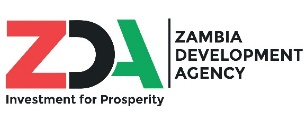 ZDA
ZAMBIA
DEVELOPMENT
AGENCY
Investment for Prosperity